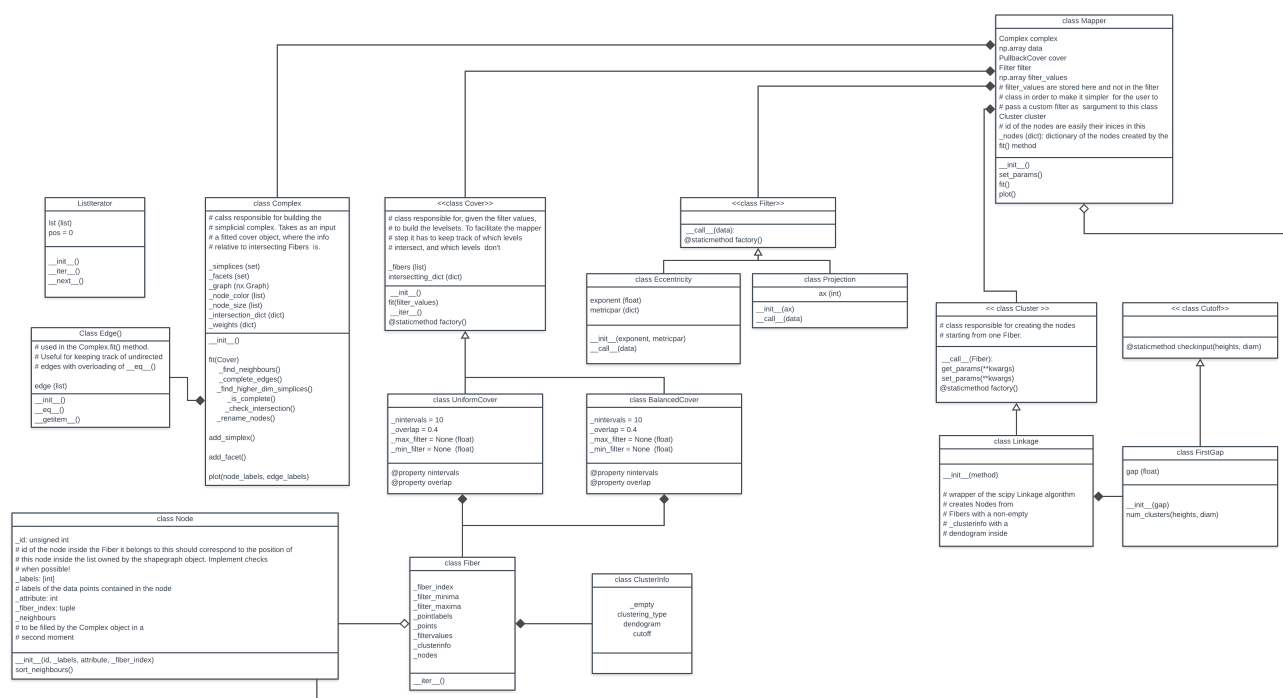 class Mapper
Complex complex
np.array data
PullbackCover cover
Filter filter
np.array filter_values
# filter_values are stored here and not in the filter
# class in order to make it simpler for the user to
# pass a custom filter as sargument to this class
Cluster cluster
# id of the nodes are easily their inices in this
_nodes (dict): dictionary of the nodes created by the
fit() method
__init__()
set_params()
fit()
plot()
ListIterator
lst (list)
pos = 0
__init__()
__iter__()
__next__()
class Complex
# calss responsible for building the
# simplicial complex. Takes as an input
# a fitted cover object, where the info
# relative to intersecting Fibers is.
_simplices (set)
_facets (set)
_graph (nx.Graph)
_node_color (list)
_node_size (list)
_intersection_dict (dict)
_weights (dict)
__init__()
fit(Cover)
_find_neighbours()
_complete_edges()
_find_higher_dim_simplices()
_is_complete()
_check_intersection()
_rename_nodes()
add_simplex()
add_facet()
plot(node_labels, edge_labels)
<<class Cover>>
# class responsible for, given the filter values,
# to build the levelsets. To facilitate the mapper
# step it has to keep track of which levels
# intersect, and which levels don't
_fibers (list)
intersectting_dict (dict)
__init__()
fit(filter_values)
__iter__()
@staticmethod factory()
<<class Filter>>
__call__(data):
@staticmethod factory()
class Eccentricity
exponent (float)
metricpar (dict)
__init__(exponent, metricpar)
__call__(data)
class Projection
ax (int)
__init__(ax)
__call__(data)
<< class Cluster >>
# class responsible for creating the nodes
# starting from one FIber.
__call__(Fiber):
get_params(**kwargs)
set_params(**kwargs)
@staticmethod factory()
<< class Cutoff>>
@staticmethod checkinput(heights, diam)
Class Edge()
# used in the Complex.fit() method.
# Useful for keeping track of undirected
# edges with overloading of __eq__()
edge (list)
__init__()
__eq__()
__getitem__()
class UniformCover
_nintervals = 10
_overlap = 0.4
_max_filter = None (float)
_min_filter = None (float)
@property nintervals
@property overlap
class BalancedCover
_nintervals = 10
_overlap = 0.4
_max_filter = None (float)
_min_filter = None (float)
@property nintervals
@property overlap
class Linkage
__init__(method)
# wrapper of the scipy Linkage algorithm
# creates Nodes from
# FIbers with a non-empty
# _clusterinfo with a
# dendogram inside
class FirstGap
gap (float)
__init__(gap)
num_clusters(heights, diam)
class Node
_id: unsigned int
# id of the node inside the Fiber it belongs to this should correspond to the position of
# this node inside the list owned by the shapegraph object. Implement checks
# when possible!
_labels: [int]
# labels of the data points contained in the node
_attribute: int
_fiber_index: tuple
_neighbours
# to be filled by the Complex object in a
# second moment
__init__(id, _labels, attribute, _fiber_index)
sort_neighbours()
class Fiber
_fiber_index
_filter_minima
_filter_maxima
_pointlabels
_points
_filtervalues
_clusterinfo
_nodes
__iter__()
class ClusterInfo
_empty
clustering_type
dendogram
cutoff